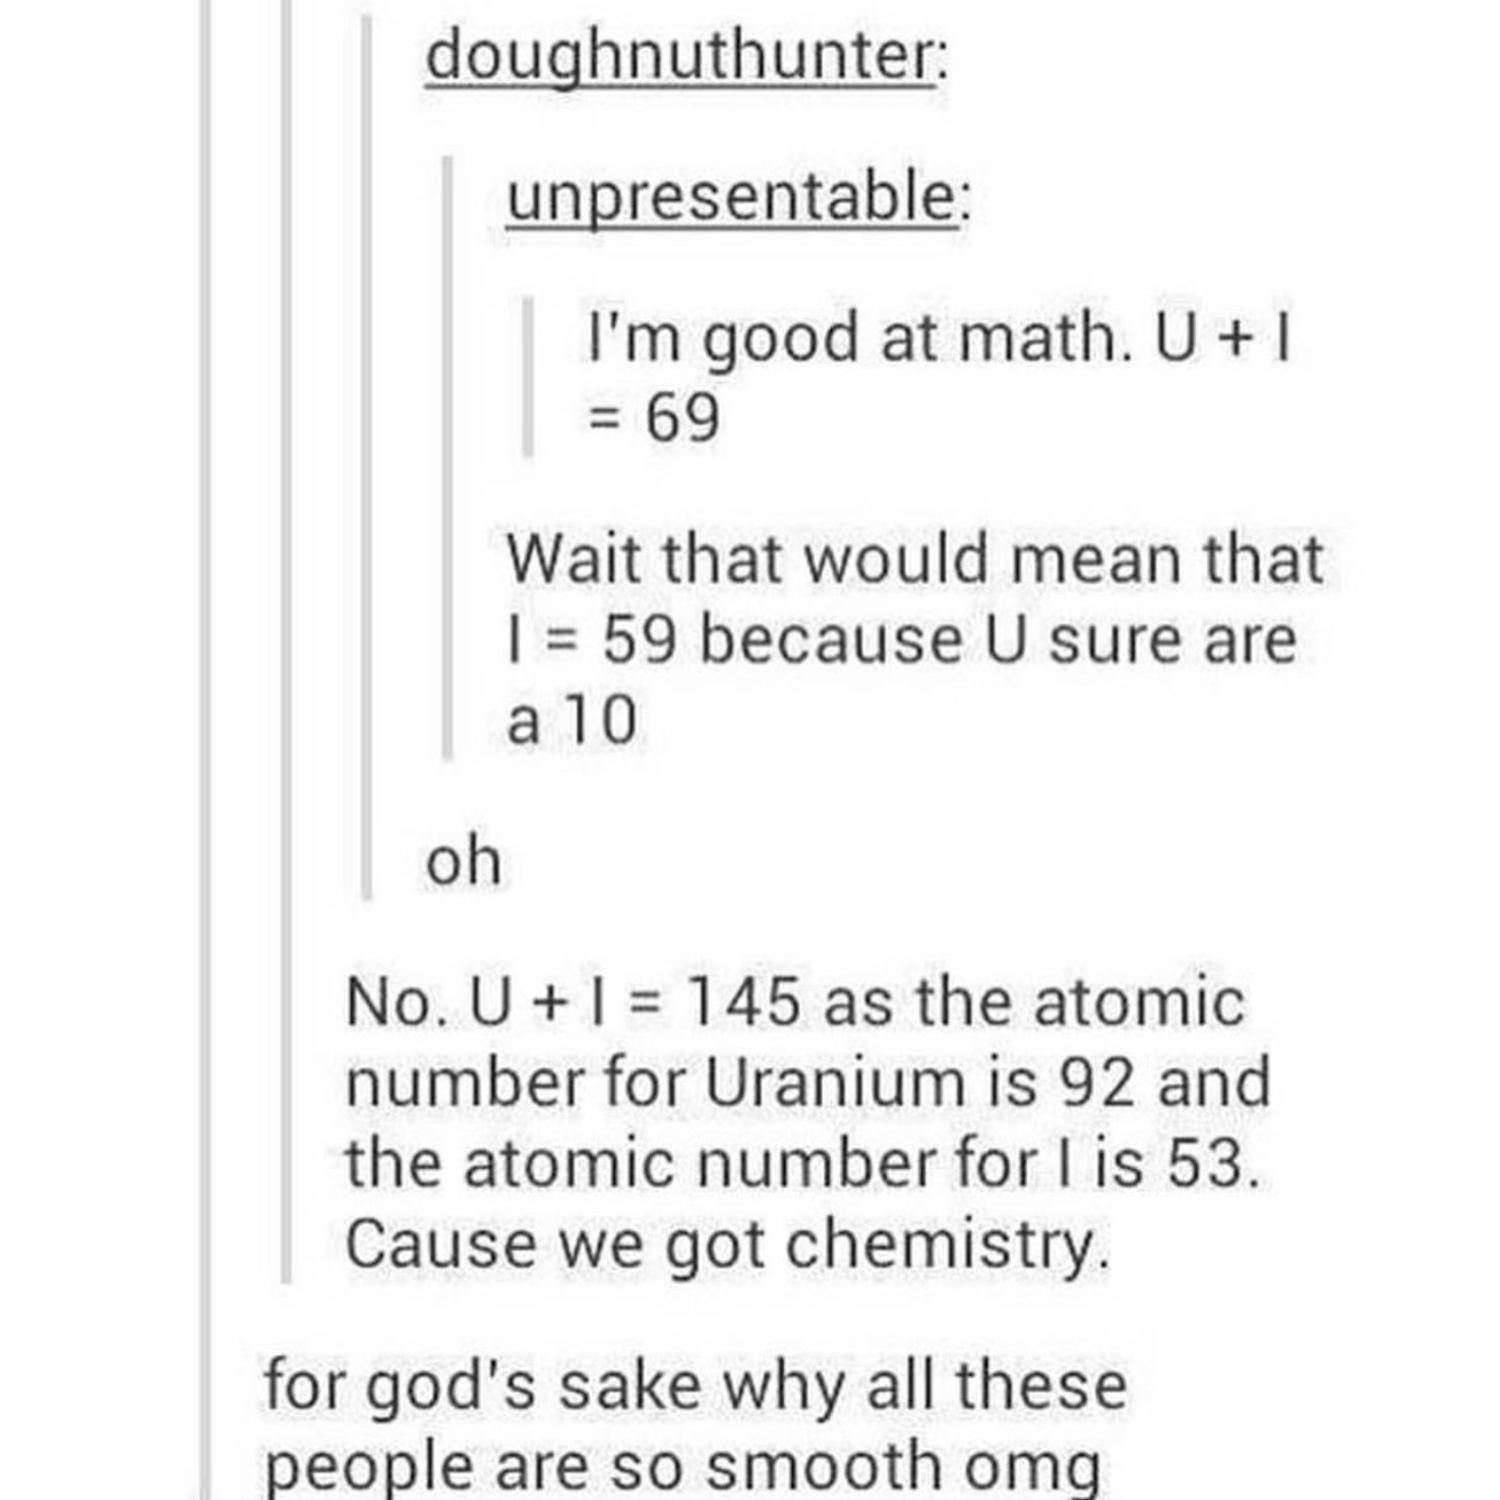 doughnuthunter:
unpresentable:
I'm good at math. U + I
= 69
Wait that would mean that
I = 59 because U sure are
a 10
oh
No. U + I = 145 as the atomic
number for Uranium is 92 and
the atomic number for I is 53.
Cause we got chemistry.
for god's sake why all these
people are so smooth omg